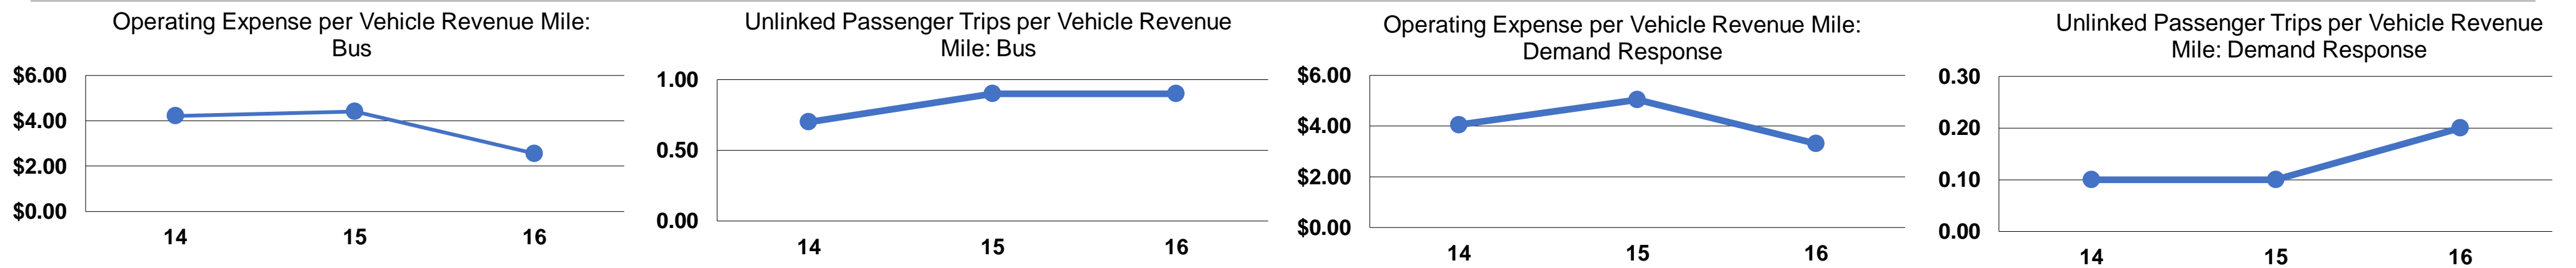 Operating Expense per Vehicle Revenue Mile:
Bus
$6.00
$4.00
$2.00
$0.00
14 15 16
Unlinked Passenger Trips per Vehicle Revenue
Mile: Bus
1.00
0.50
0.00
14 15 16
Operating Expense per Vehicle Revenue Mile:
Demand Response
$6.00
$4.00
$2.00
$0.00
14 15 16
Unlinked Passenger Trips per Vehicle Revenue
Mile: Demand Response
0.30
0.20
0.10
0.00
14 15 16